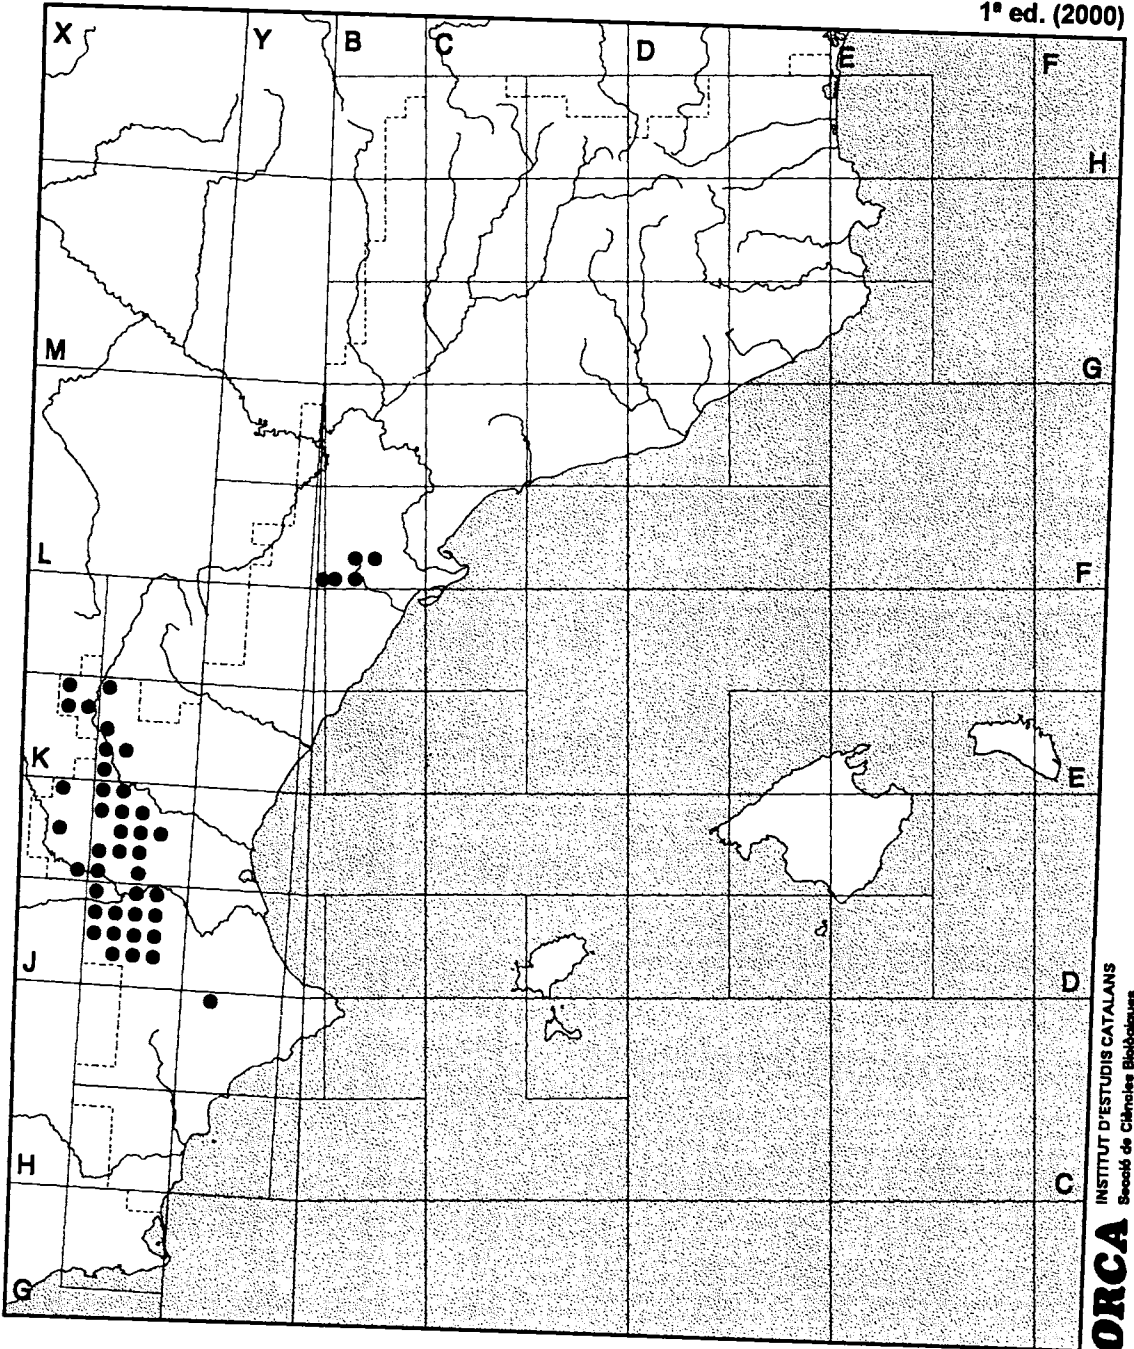 1ª ed. (2000)
X
Y
B
C
D
E
F
H
M
G
L
F
K
E
J
D
H
C
G
ORCA
INSTITUT D'ESTUDIS CATALANS
Secció de Ciències Biològiques